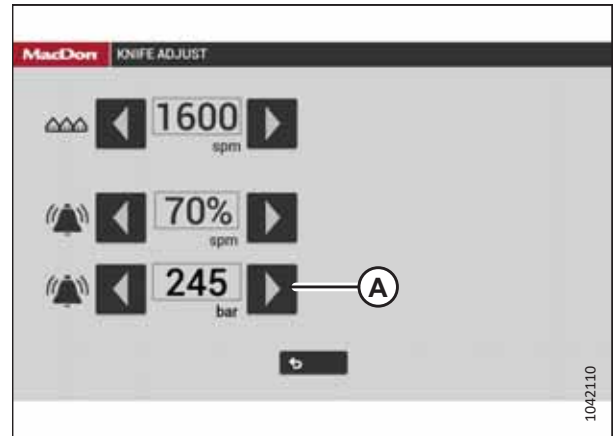 MacDon KNIFE ADJUST
1600
spm
70%
spm
245
bar
A
1042110